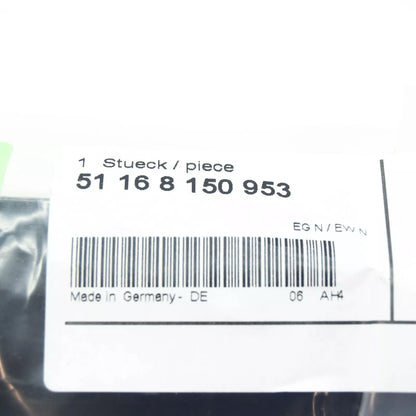 1 Stueck / piece
51 16 8 150 953
EG N / EW N
Made in Germany - DE 06 AH4